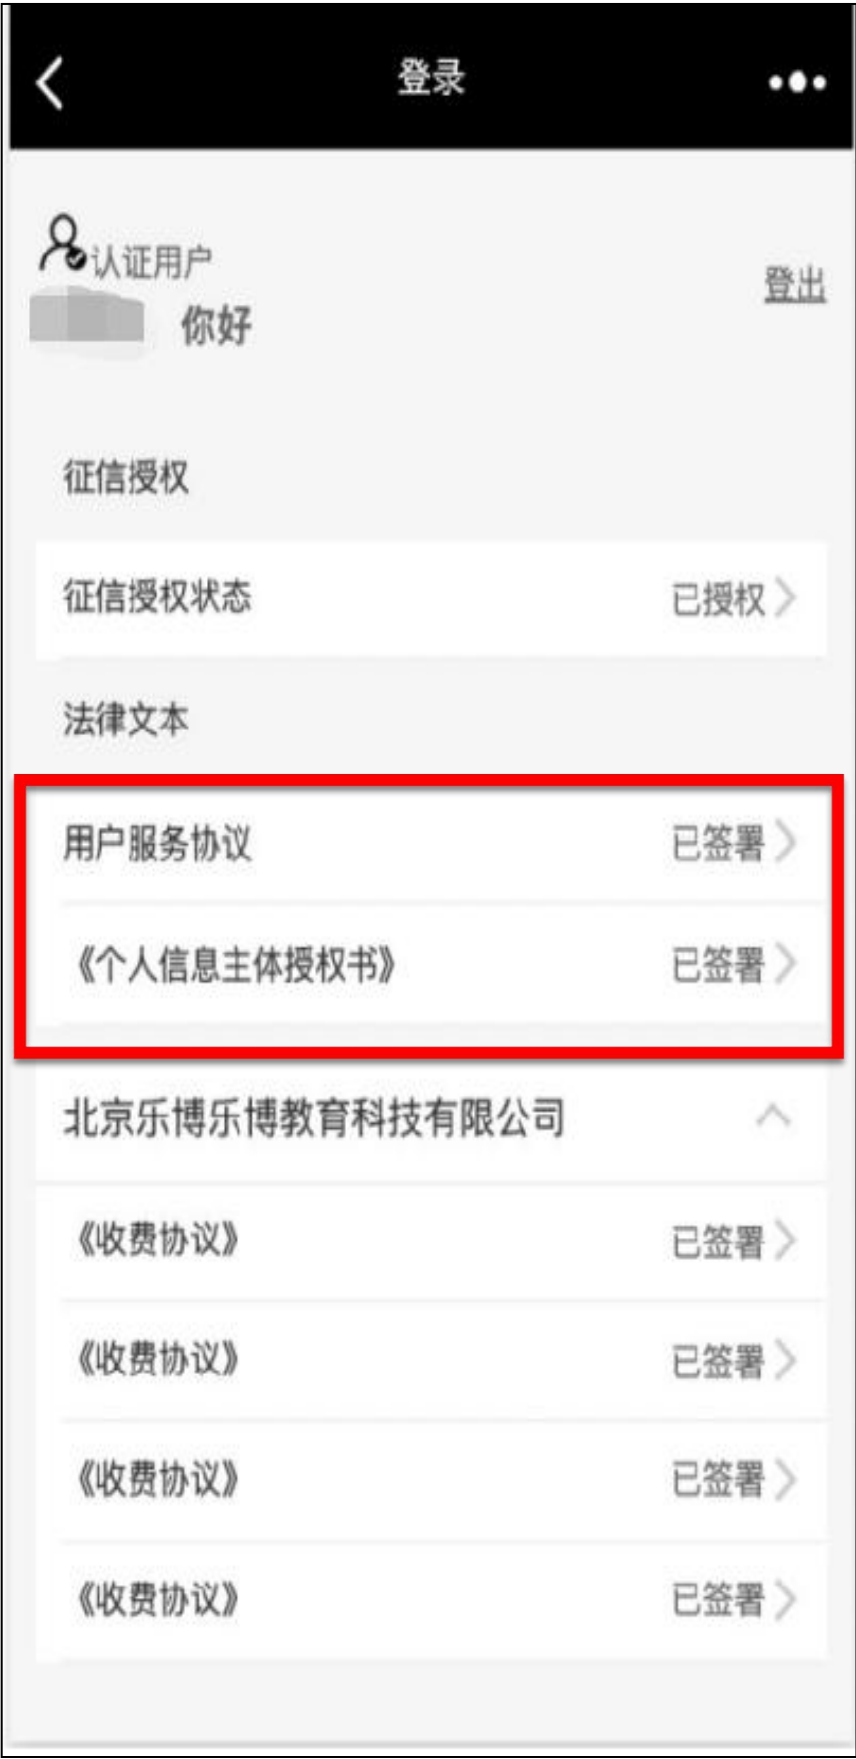 登录
认证用户
登出
你好
征信授权
征信授权状态 已授权
法律文本
用户服务协议 已签署
《个人信息主体授权书》 已签署
北京乐博乐博教育科技有限公司
《收费协议》 已签署
《收费协议》 已签署
《收费协议》 已签署
《收费协议》 已签署